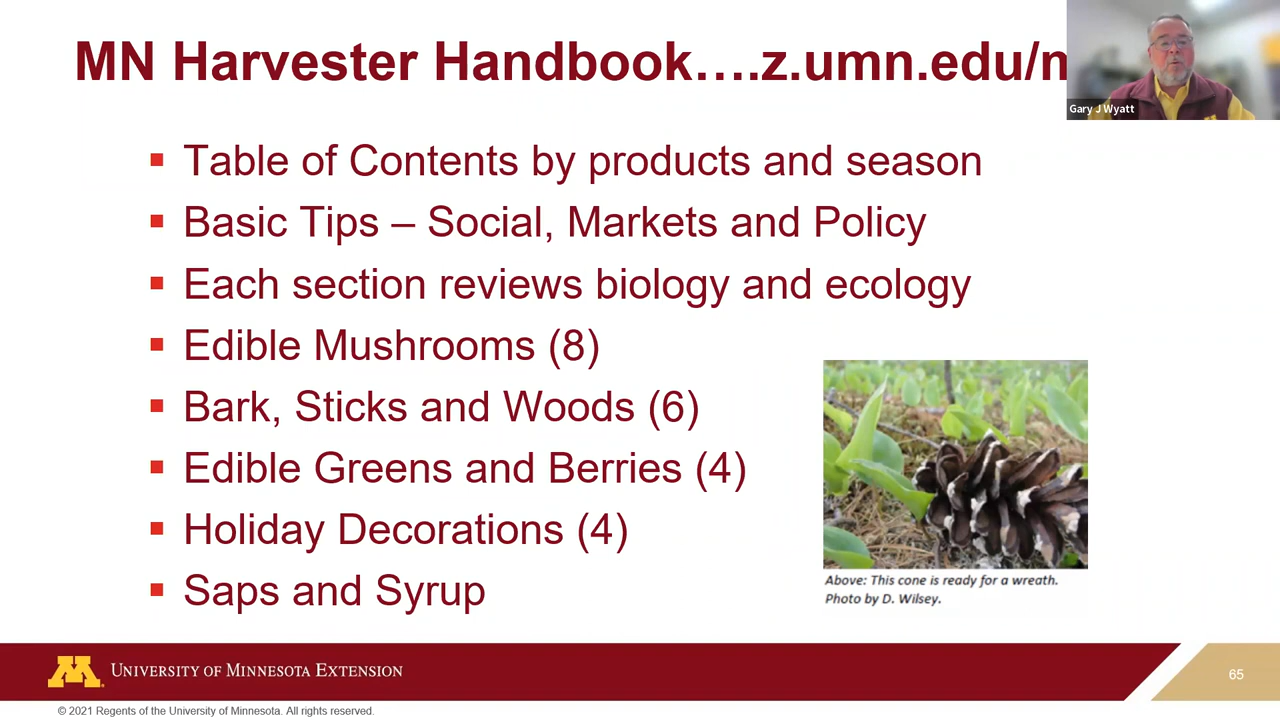 MN Harvester Handbook….z.umn.edu/
Gary J Wyatt
Table of Contents by products and season
Basic Tips – Social, Markets and Policy
Each section reviews biology and ecology
Edible Mushrooms (8)
Bark, Sticks and Woods (6)
Edible Greens and Berries (4)
Holiday Decorations (4)
Saps and Syrup
Above: This cone is ready for a wreath.
Photo by D. Wilsey.
M
UNIVERSITY OF MINNESOTA EXTENSION
65
© 2021 Regents of the University of Minnesota. All rights reserved.